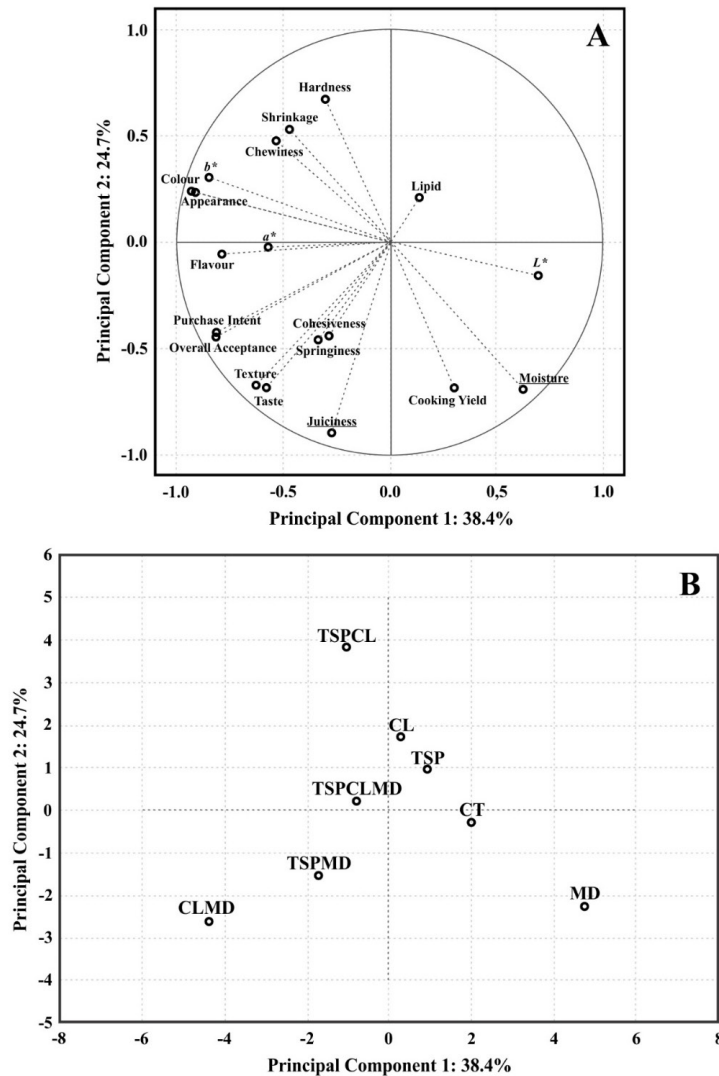 A
1.0
Hardness
Shrinkage
0.5
Chewiness
b*
Lipid
Colour
Appearance
a*
0.0
Flavour
L*
Purchase Intent
Cohesiveness
Overall Acceptance
Springiness
-0.5
Texture
Moisture
Taste
Cooking Yield
Juiciness
-1.0
Principal Component 2: 24.7%
-1.0 -0.5 0.0 0,5 1.0
Principal Component 1: 38.4%
B
6
5
4
TSPCL
3
2
CL
TSP
1
TSPCLMD
0
CT
-1
TSPMD
-2
CLMD
MD
-3
-4
-5
Principal Component 2: 24.7%
-8 -6 -4 -2 0 2 4 6 8
Principal Component 1: 38.4%